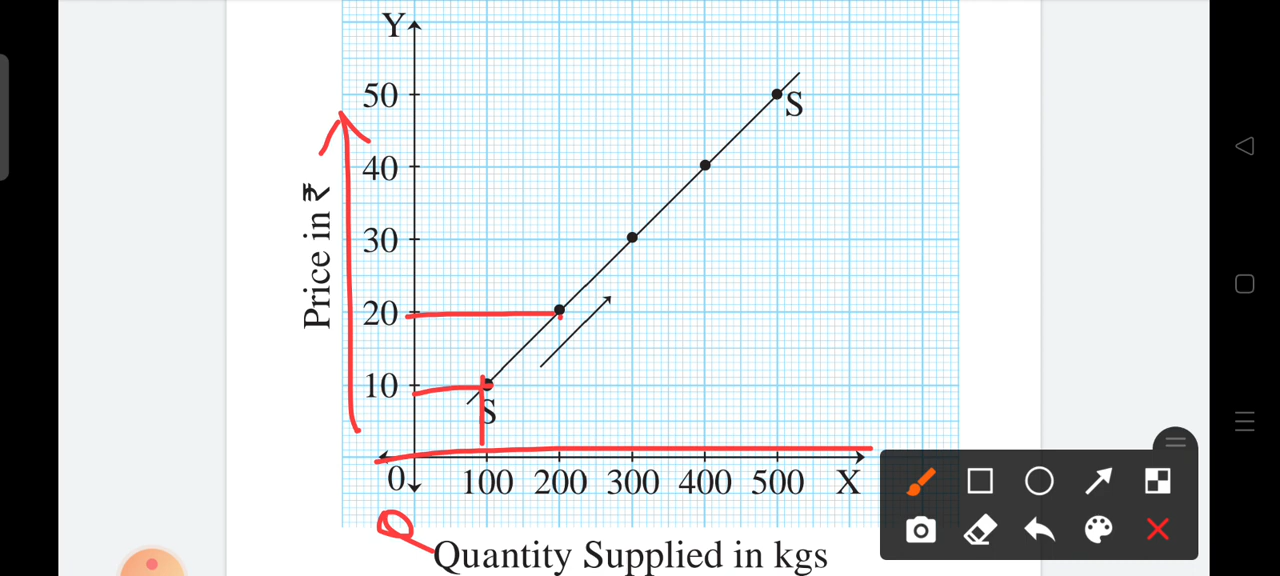 Y
50
S
40
30
20
10
S
0
100 200 300 400 500 X
Price in ₹
Quantity Supplied in kgs